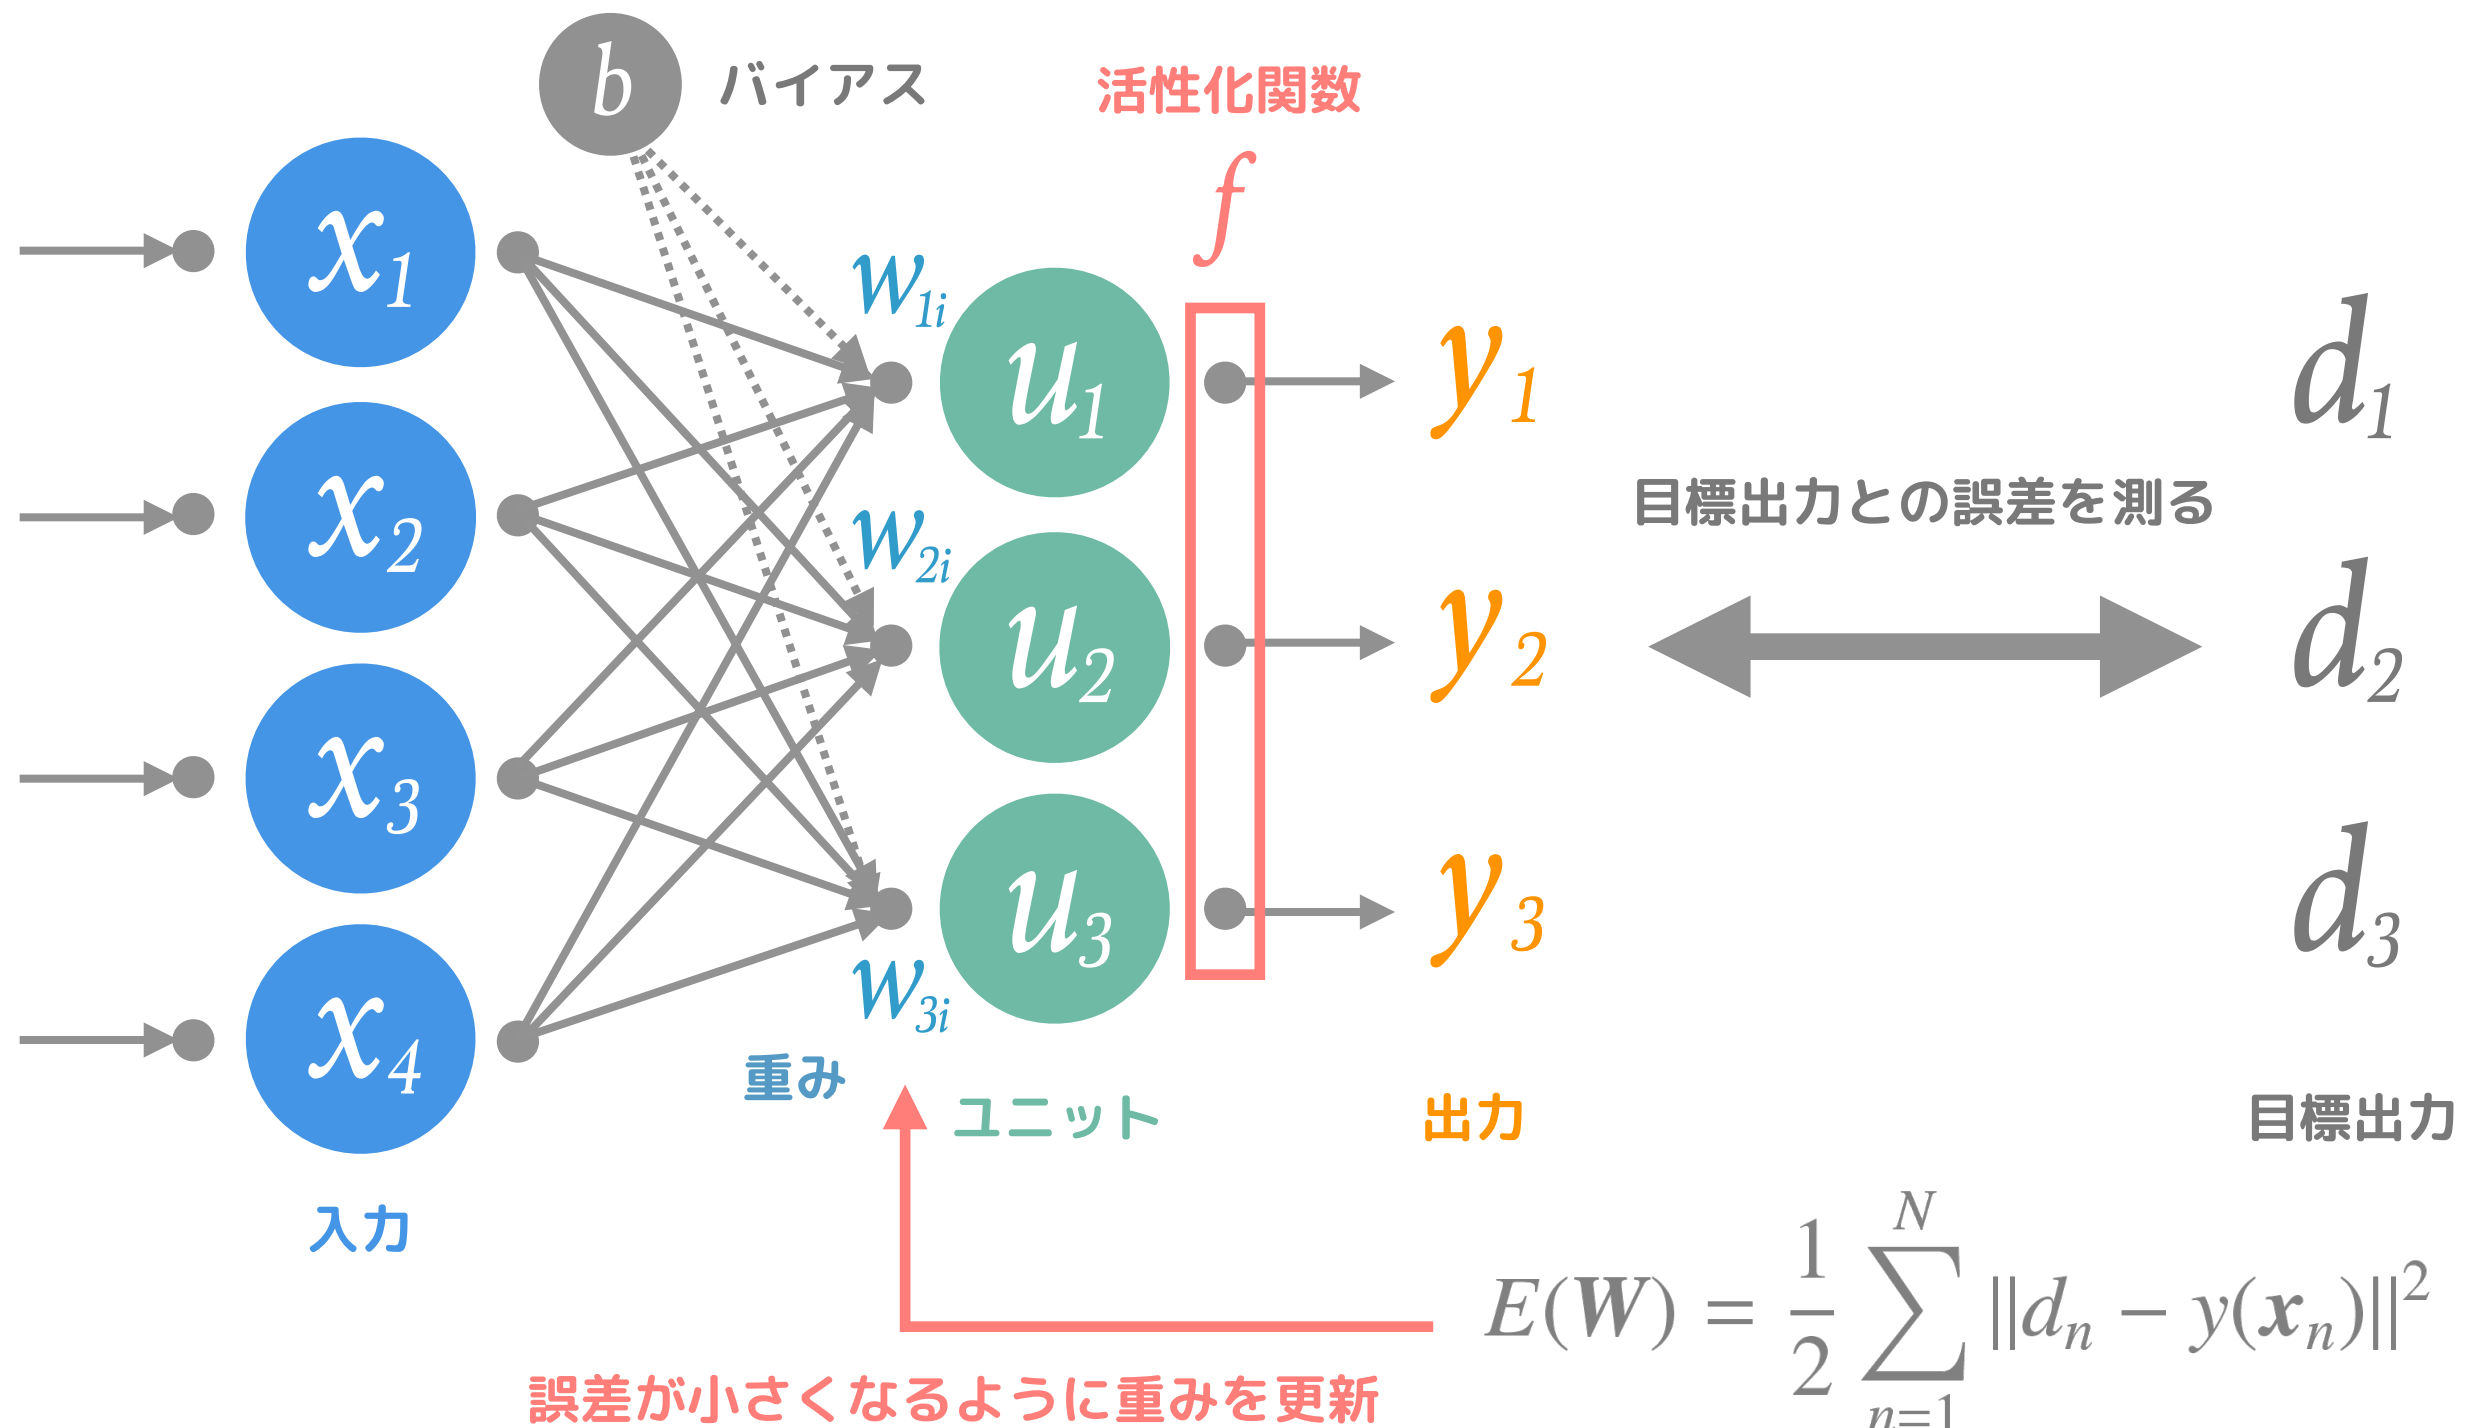 b バイアス 活性化関数
f
x1
w1i
u1
y1
d1
目標出力との誤差を測る
x2
w2i
u2
y2
d2
x3
u3
y3
d3
w3i
x4
重み
ユニット
出力
目標出力
入力
E(W) = 1/2 ∑_{n=1}^{N} ||dn − y(xn)||²
誤差が小さくなるように重みを更新